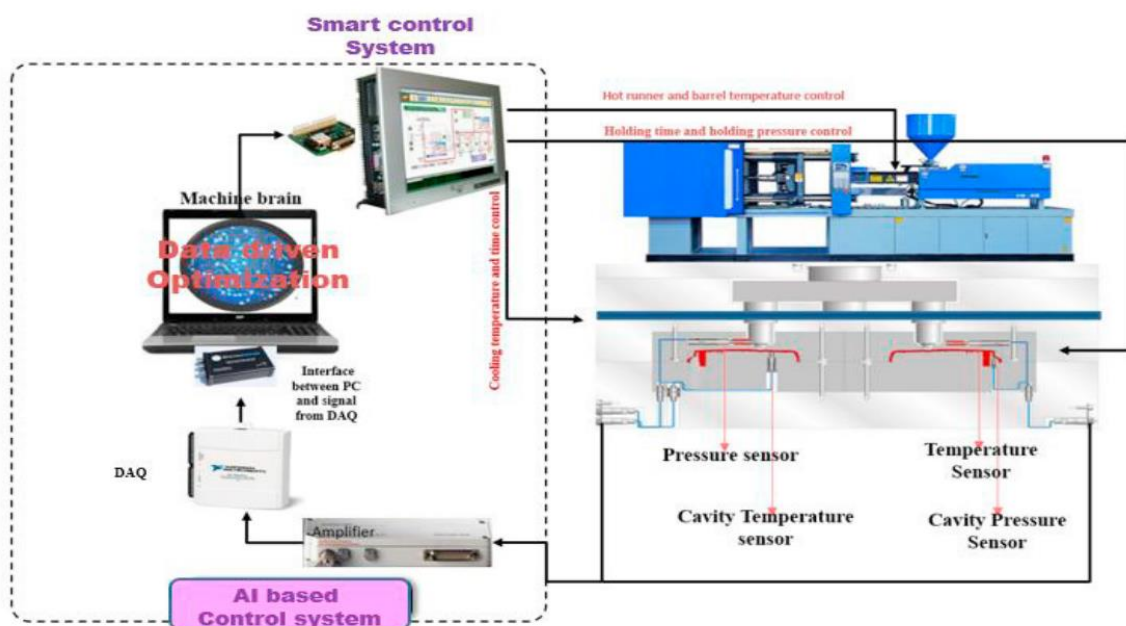 Smart control
System
Hot runner and barrel temperature control
Holding time and holding pressure control
Machine brain
Data driven
Optimization
Cooling temperature and time control
Interface
between PC
and signal
from DAQ
DAQ
Amplifier
Pressure sensor
Temperature
Sensor
Cavity Temperature
sensor
Cavity Pressure
Sensor
AI based
Control system